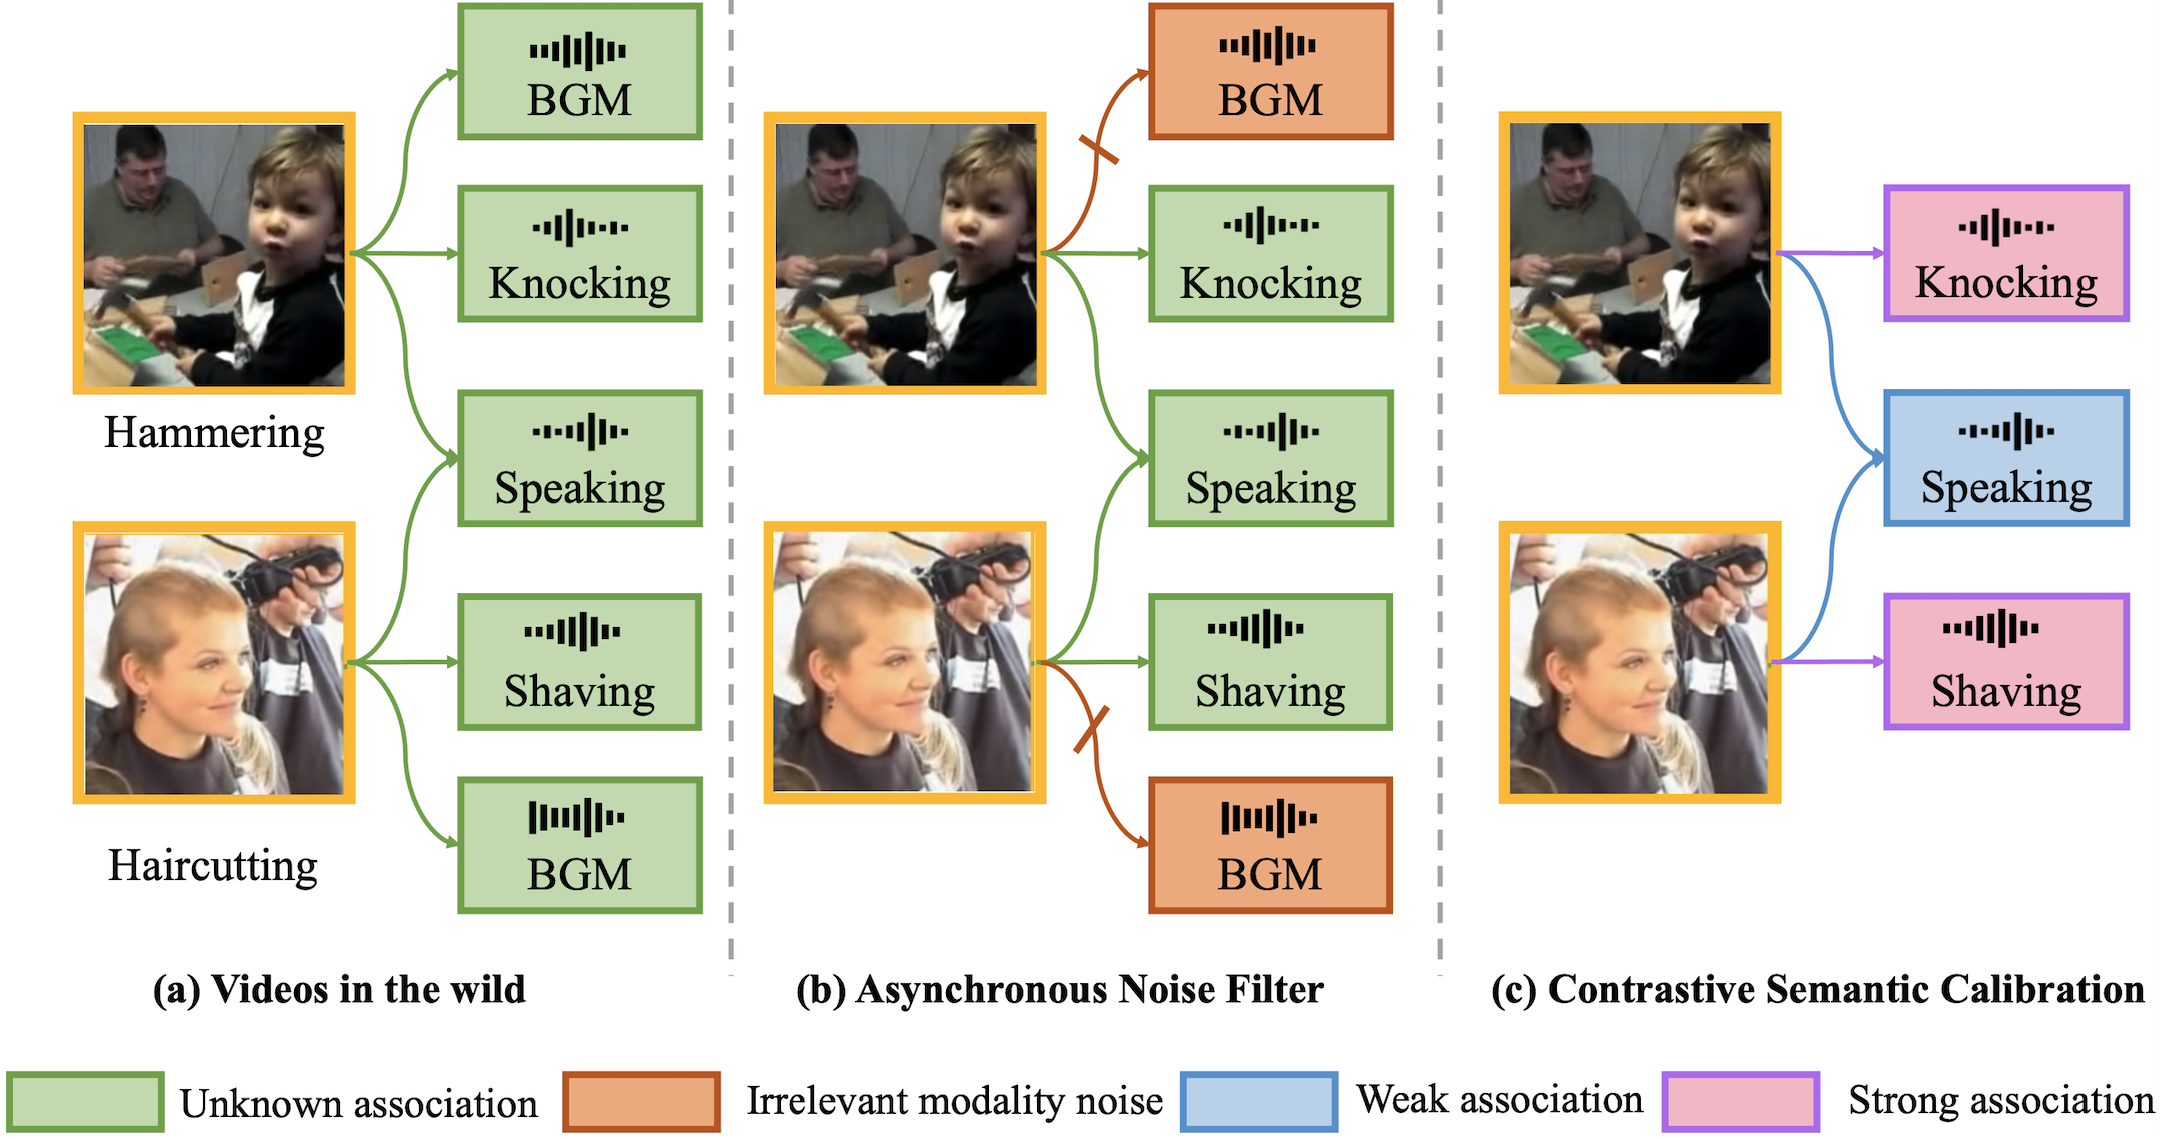 BGM
Knocking
Hammering
Speaking
Shaving
Haircutting
BGM
(a) Videos in the wild
BGM
Knocking
Speaking
Shaving
BGM
(b) Asynchronous Noise Filter
Knocking
Speaking
Shaving
(c) Contrastive Semantic Calibration
Unknown association
Irrelevant modality noise
Weak association
Strong association